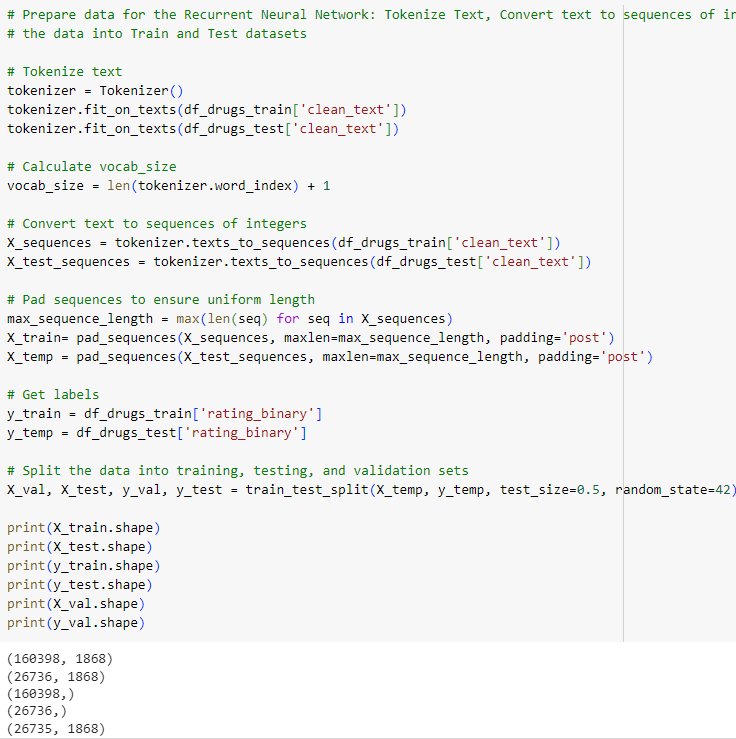 # Prepare data for the Recurrent Neural Network: Tokenize Text, Convert text to sequences of
# the data into Train and Test datasets
# Tokenize text
tokenizer = Tokenizer()
tokenizer.fit_on_texts(df_drugs_train['clean_text'])
tokenizer.fit_on_texts(df_drugs_test['clean_text'])
# Calculate vocab_size
vocab_size = len(tokenizer.word_index) + 1
# Convert text to sequences of integers
X_sequences = tokenizer.texts_to_sequences(df_drugs_train['clean_text'])
X_test_sequences = tokenizer.texts_to_sequences(df_drugs_test['clean_text'])
# Pad sequences to ensure uniform length
max_sequence_length = max(len(seq) for seq in X_sequences)
X_train= pad_sequences(X_sequences, maxlen=max_sequence_length, padding='post')
X_temp = pad_sequences(X_test_sequences, maxlen=max_sequence_length, padding='post')
# Get labels
y_train = df_drugs_train['rating_binary']
y_temp = df_drugs_test['rating_binary']
# Split the data into training, testing, and validation sets
X_val, X_test, y_val, y_test = train_test_split(X_temp, y_temp, test_size=0.5, random_state=42)
print(X_train.shape)
print(X_test.shape)
print(y_train.shape)
print(y_test.shape)
print(X_val.shape)
print(y_val.shape)
(160398, 1868)
(26736, 1868)
(160398,)
(26736,)
(26735, 1868)